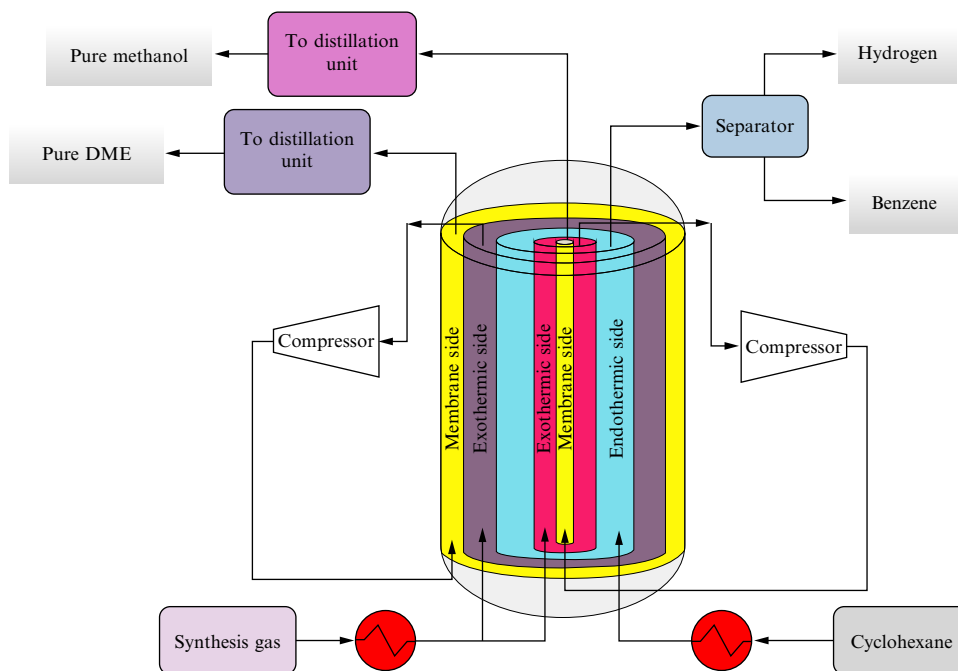 Pure methanol
To distillation
unit
Hydrogen
Pure DME
To distillation
unit
Separator
Benzene
Compressor
Membrane side
Exothermic side
Exothermic side
Membrane side
Endothermic side
Compressor
Synthesis gas
Cyclohexane